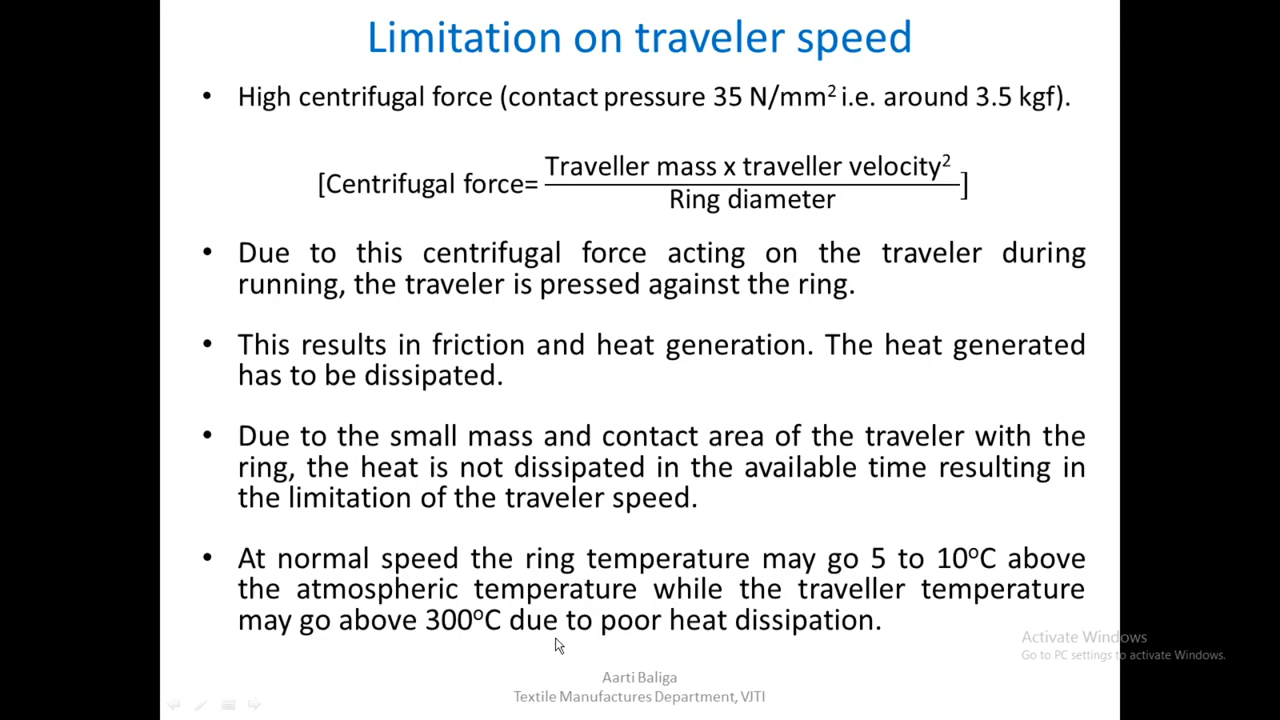 Limitation on traveler speed
• High centrifugal force (contact pressure 35 N/mm² i.e. around 3.5 kgf).
[Centrifugal force= Traveller mass x traveller velocity² / Ring diameter]
• Due to this centrifugal force acting on the traveler during
running, the traveler is pressed against the ring.
• This results in friction and heat generation. The heat generated
has to be dissipated.
• Due to the small mass and contact area of the traveler with the
ring, the heat is not dissipated in the available time resulting in
the limitation of the traveler speed.
• At normal speed the ring temperature may go 5 to 10ºC above
the atmospheric temperature while the traveller temperature
may go above 300ºC due to poor heat dissipation.
Activate Windows
Go to PC settings to activate Windows.
Aarti Baliga
Textile Manufactures Department, VJTI